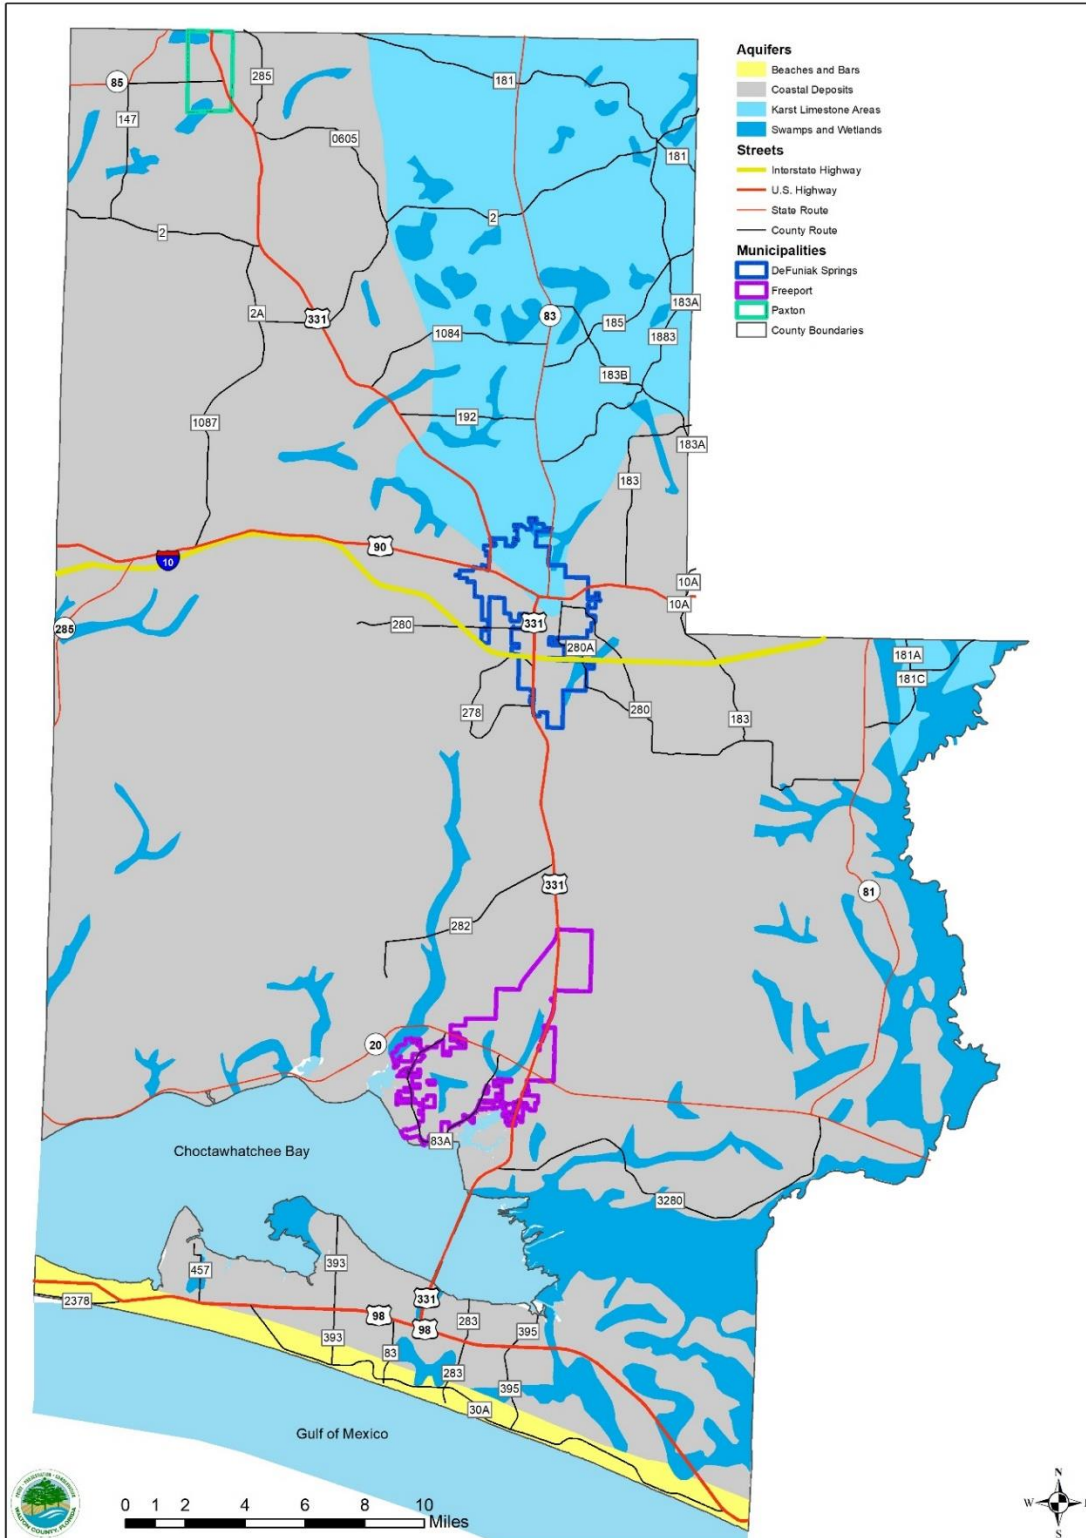 Aquifers
Beaches and Bars
Coastal Deposits
Karst Limestone Areas
Swamps and Wetlands
Streets
Interstate Highway
U.S. Highway
State Route
County Route
Municipalities
DeFuniak Springs
Freeport
Paxton
County Boundaries
85
285
181
147
0605
181
2
2
2A
331
83
183A
185
1084
1883
183B
192
1087
183A
183
90
10
10A
10A
285
280
331
280A
181A
181C
278
280
183
331
81
282
20
83A
Choctawhatchee Bay
3280
457
393
2378
331
98
98
283
395
393
83
283
395
30A
Gulf of Mexico
WALTON COUNTY, FLORIDA
0 1 2 4 6 8 10
Miles
N
W
E
S